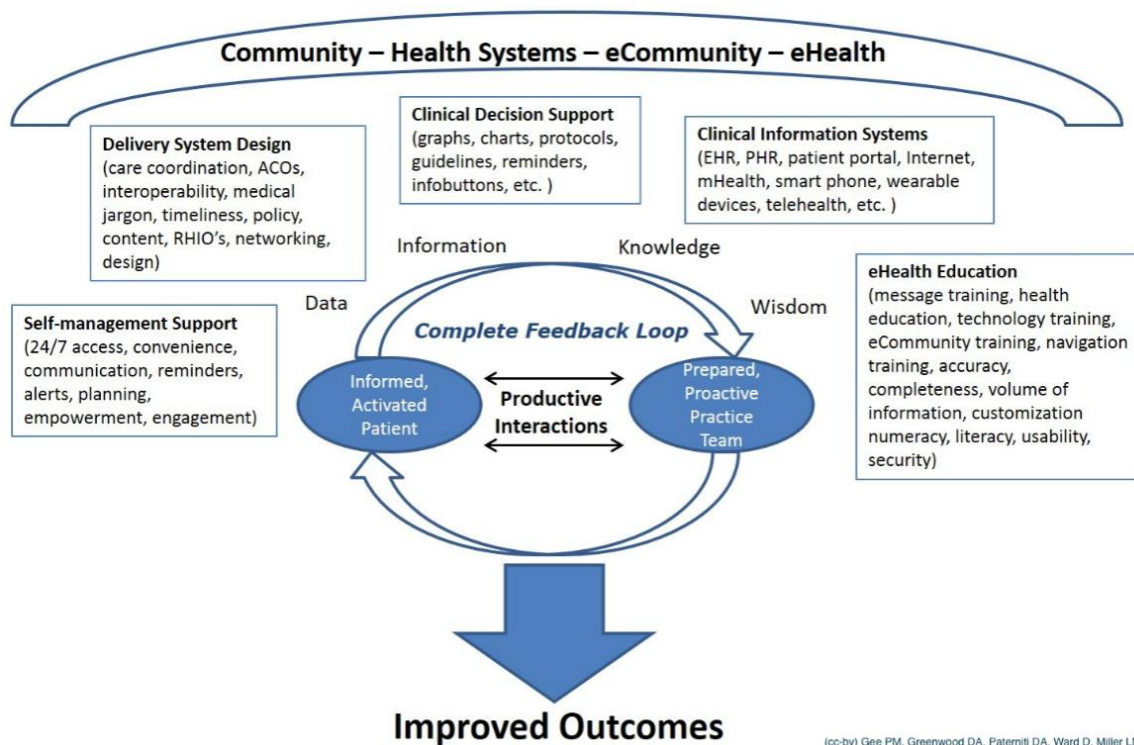 Community – Health Systems – eCommunity – eHealth
Delivery System Design
(care coordination, ACOs,
interoperability, medical
jargon, timeliness, policy,
content, RHIO's, networking,
design)
Clinical Decision Support
(graphs, charts, protocols,
guidelines, reminders,
infobuttons, etc. )
Clinical Information Systems
(EHR, PHR, patient portal, Internet,
mHealth, smart phone, wearable
devices, telehealth, etc. )
Self-management Support
(24/7 access, convenience,
communication, reminders,
alerts, planning,
empowerment, engagement)
Data
Information
Knowledge
Wisdom
eHealth Education
(message training, health
education, technology training,
eCommunity training, navigation
training, accuracy,
completeness, volume of
information, customization
numeracy, literacy, usability,
security)
Complete Feedback Loop
Informed,
Activated
Patient
Productive
Interactions
Prepared,
Proactive
Practice
Team
Improved Outcomes
(cc-by) Gee PM, Greenwood DA, Paterniti DA, Ward D, Miller LM